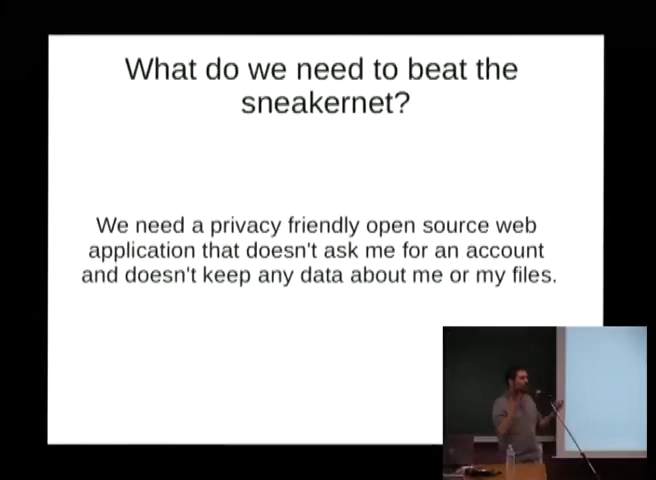 What do we need to beat the
sneakernet?
We need a privacy friendly open source web
application that doesn't ask me for an account
and doesn't keep any data about me or my files.